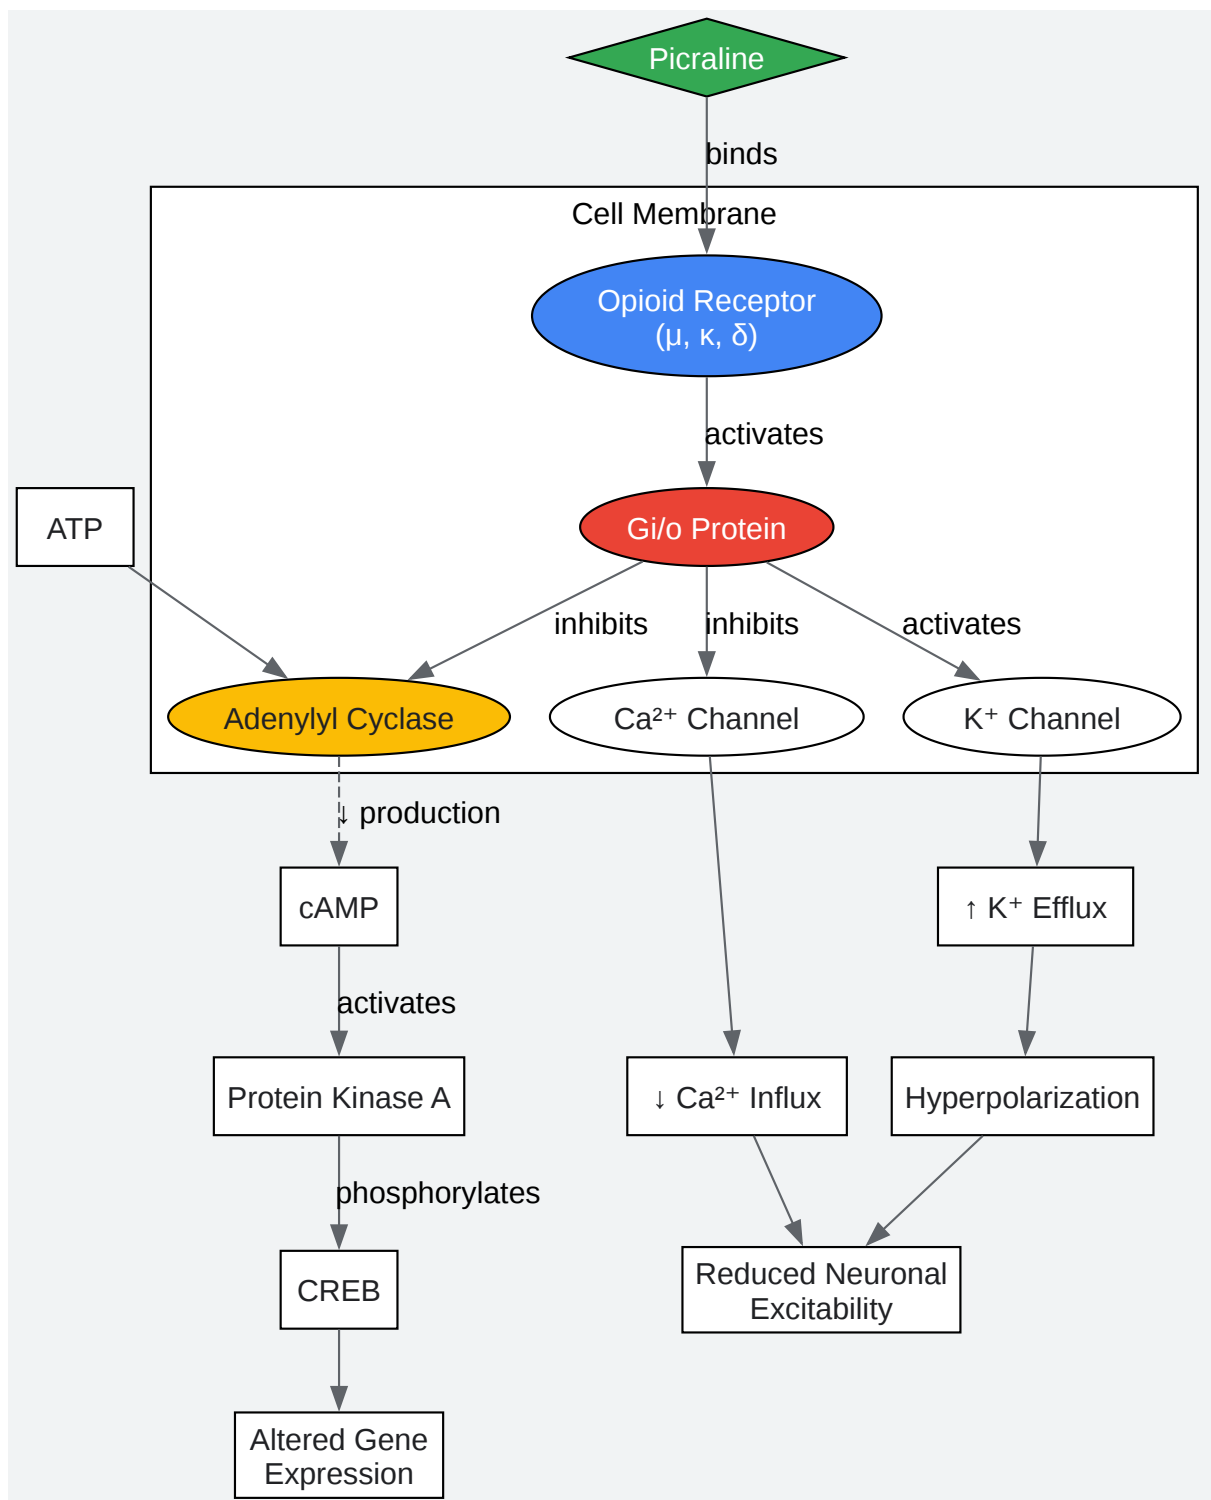 Picraline
binds
Cell Membrane
Opioid Receptor
(μ, κ, δ)
activates
ATP
Gi/o Protein
inhibits
inhibits
activates
Adenylyl Cyclase
Ca²⁺ Channel
K⁺ Channel
↓ production
cAMP
↑ K⁺ Efflux
activates
Protein Kinase A
↓ Ca²⁺ Influx
Hyperpolarization
phosphorylates
CREB
Reduced Neuronal
Excitability
Altered Gene
Expression